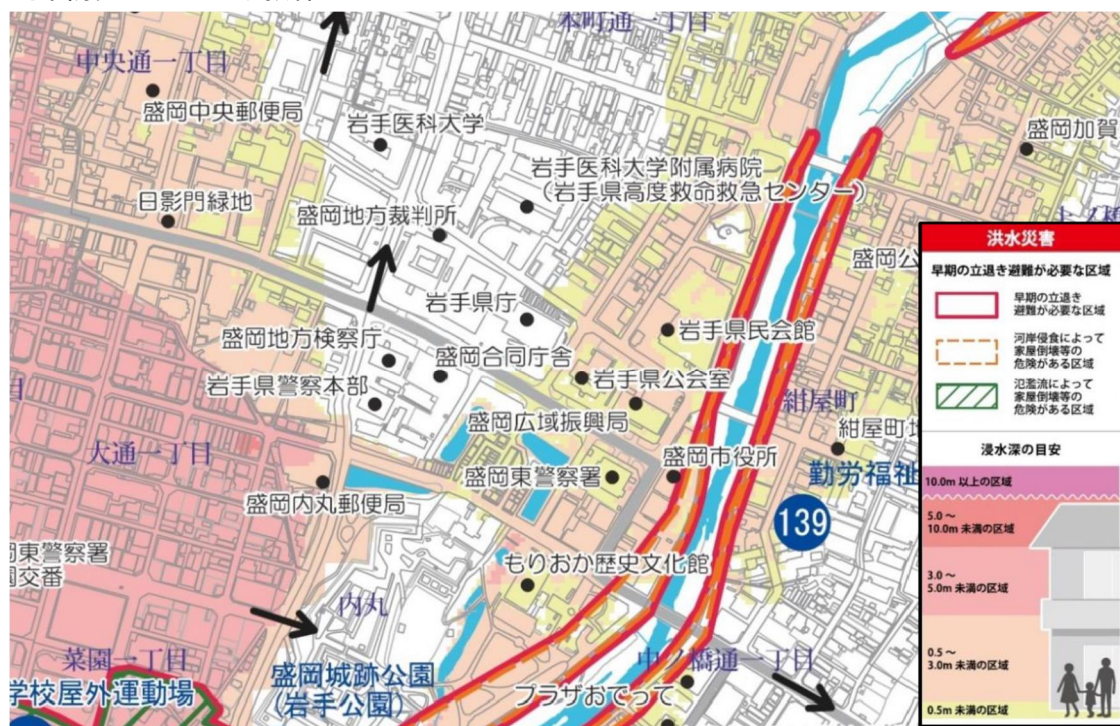 本町通一丁目
中央通一丁目
盛岡中央郵便局
岩手医科大学
盛岡加賀
岩手医科大学附属病院
(岩手県高度救命救急センター)
日影門緑地
盛岡地方裁判所
盛岡公
岩手県庁
岩手県民会館
盛岡地方検察庁
盛岡合同庁舎
岩手県警察本部
岩手県公会堂
紺屋町
盛岡広域振興局
紺屋町
大通一丁目
盛岡東警察署
盛岡市役所
勤労福祉
盛岡内丸郵便局
139
岡東警察署
園交番
もりおか歴史文化館
内丸
菜園一丁目
中ノ橋通一丁目
学校屋外運動場
盛岡城跡公園
(岩手公園)
プラザおでって
洪水災害
早期の立退き避難が必要な区域
早期の立退き
避難が必要な区域
河岸侵食によって
家屋倒壊等の
危険がある区域
氾濫流によって
家屋倒壊等の
危険がある区域
浸水深の目安
10.0m 以上の区域
5.0～
10.0m 未満の区域
3.0～
5.0m 未満の区域
0.5～
3.0m 未満の区域
0.5m 未満の区域